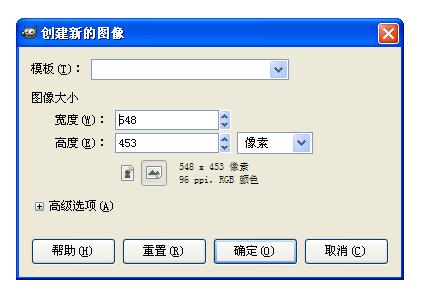 创建新的图像
模板(T)：
图像大小
宽度(W)： 548
高度(E)： 453 像素
548 x 453 像素
96 ppi, RGB 颜色
高级选项(A)
帮助(H) 重置(R) 确定(O) 取消(C)